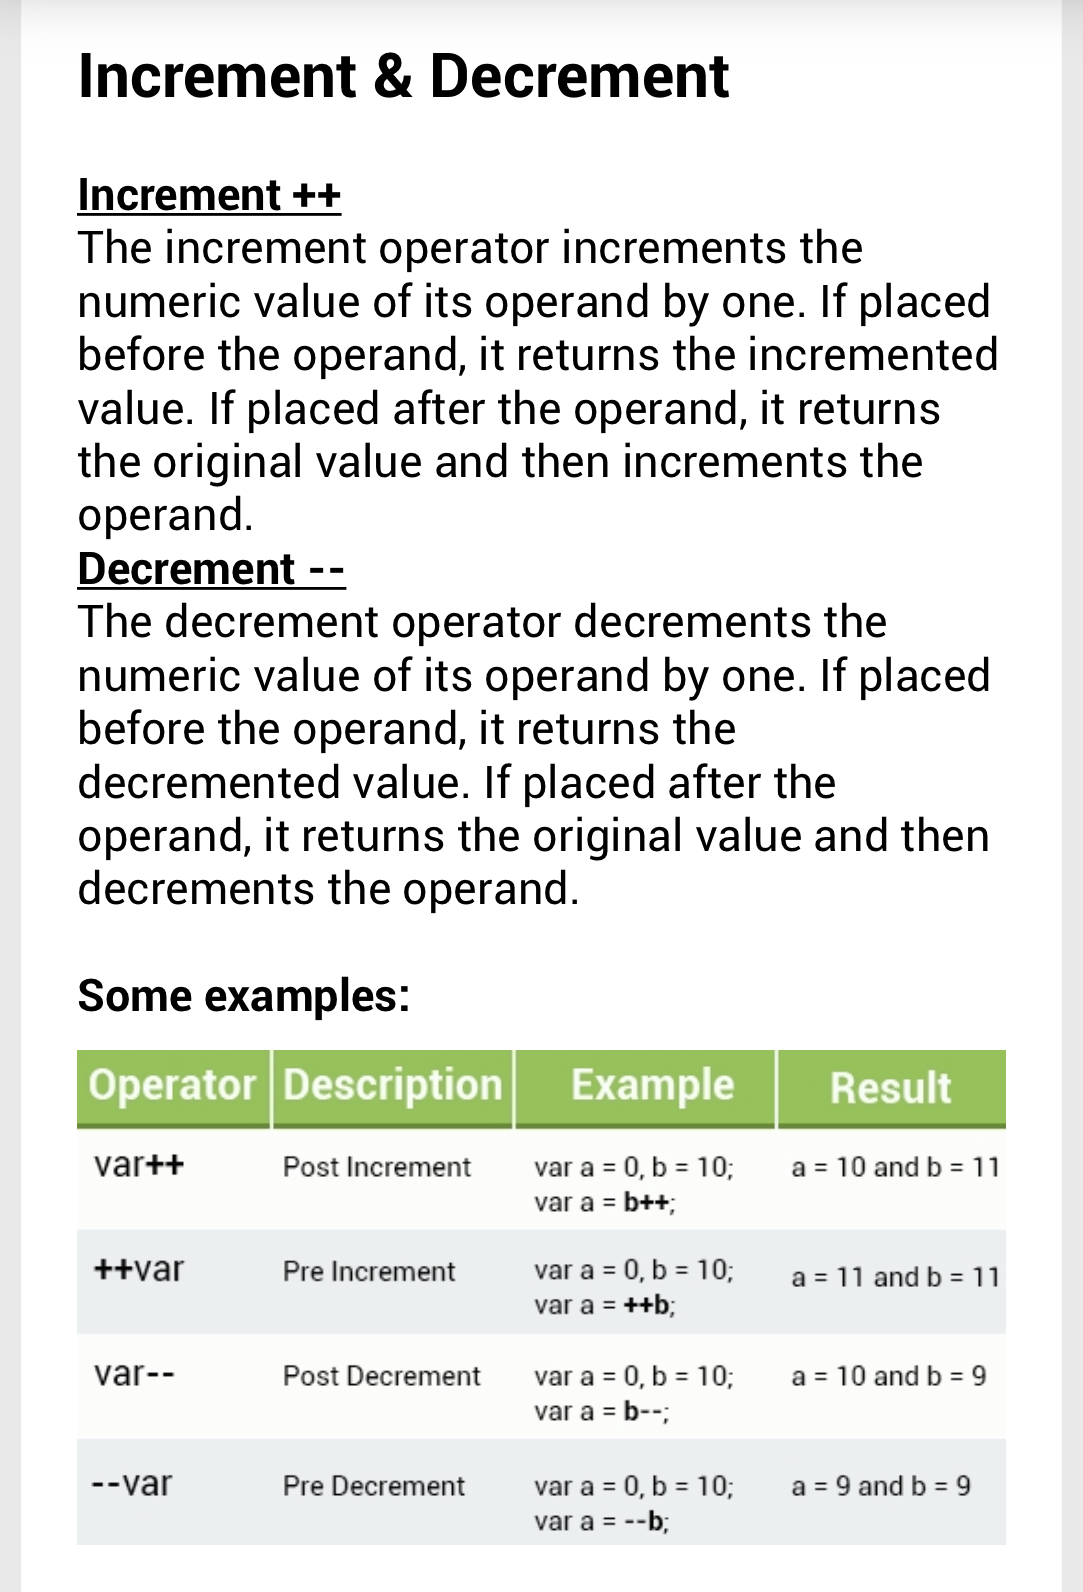 Increment & Decrement
Increment ++
The increment operator increments the
numeric value of its operand by one. If placed
before the operand, it returns the incremented
value. If placed after the operand, it returns
the original value and then increments the
operand.
Decrement --
The decrement operator decrements the
numeric value of its operand by one. If placed
before the operand, it returns the
decremented value. If placed after the
operand, it returns the original value and then
decrements the operand.
Some examples:
Operator Description Example Result
var++ Post Increment var a = 0, b = 10; a = 10 and b = 11
var a = b++;
++var Pre Increment var a = 0, b = 10; a = 11 and b = 11
var a = ++b;
var-- Post Decrement var a = 0, b = 10; a = 10 and b = 9
var a = b--;
--var Pre Decrement var a = 0, b = 10; a = 9 and b = 9
var a = --b;